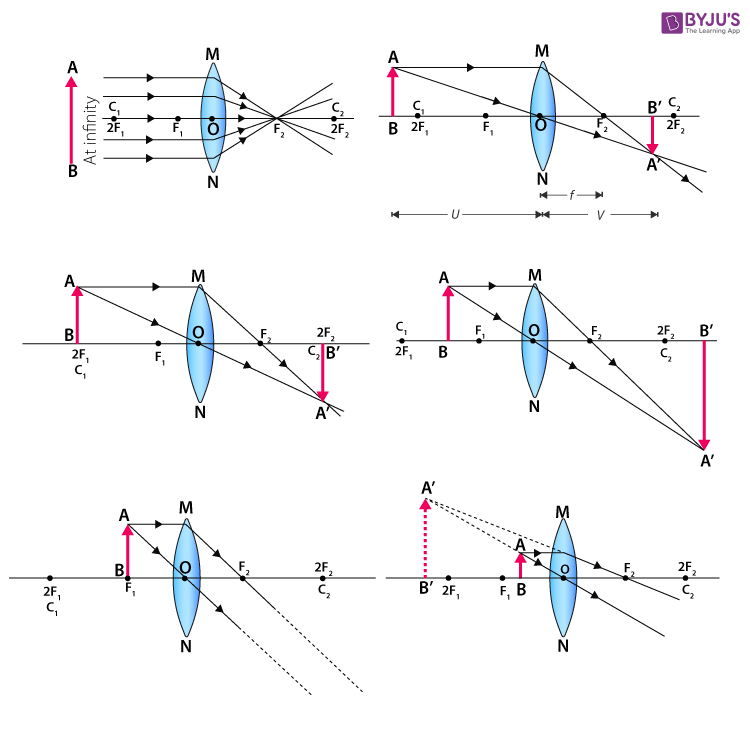 BYJU'S
The Learning App
A
B
At infinity
M
N
O
C₁
2F₁
F₁
F₂
C₂
2F₂
A
B
M
N
O
C₁
2F₁
F₁
F₂
B′
C₂
2F₂
A′
f
U
V
A
B
2F₁
C₁
F₁
M
O
N
F₂
2F₂
C₂
B′
A′
C₁
2F₁
A
B
F₁
M
O
N
F₂
2F₂
C₂
B′
A′
2F₁
C₁
A
B
F₁
M
O
N
F₂
2F₂
C₂
A′
B′
2F₁
F₁
A
B
M
O
N
F₂
2F₂
C₂